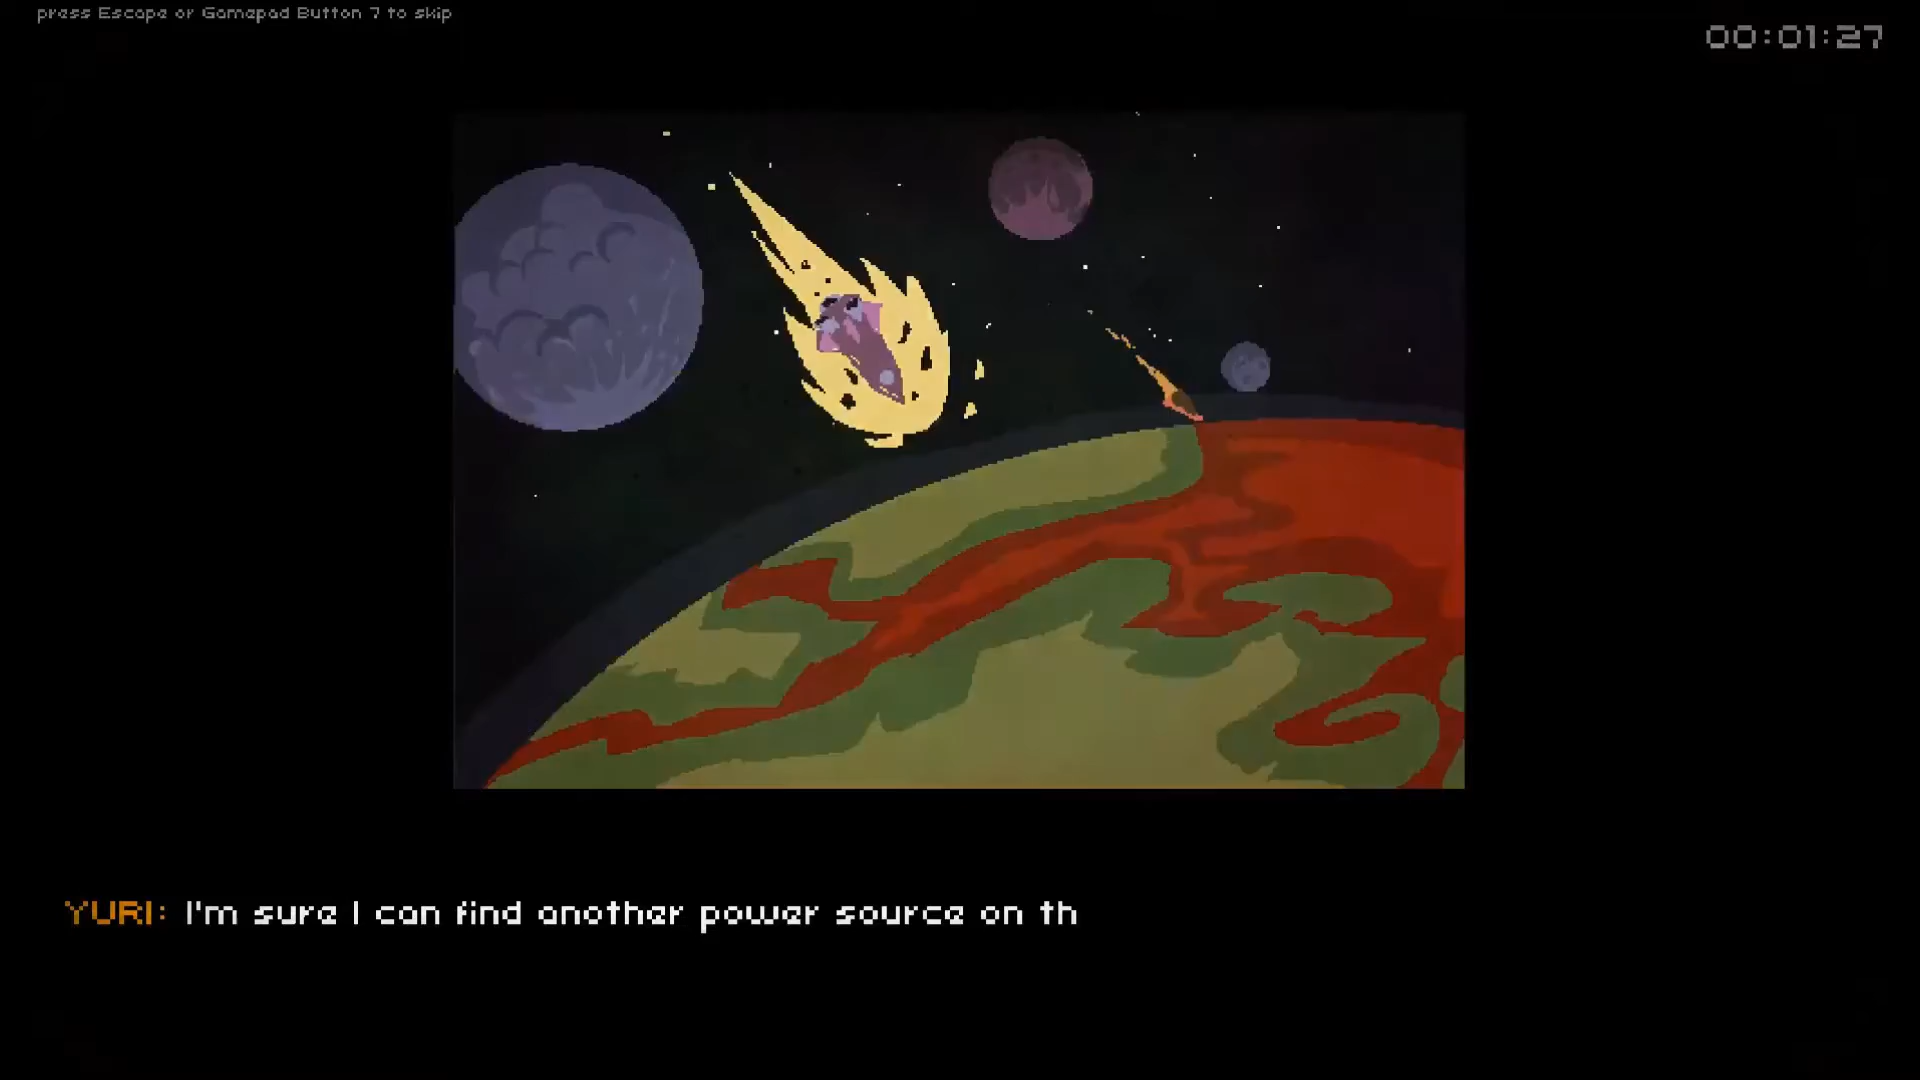 press Escape or Gamepad Button 7 to skip
00:01:27
YURI: I'm sure I can find another power source on th